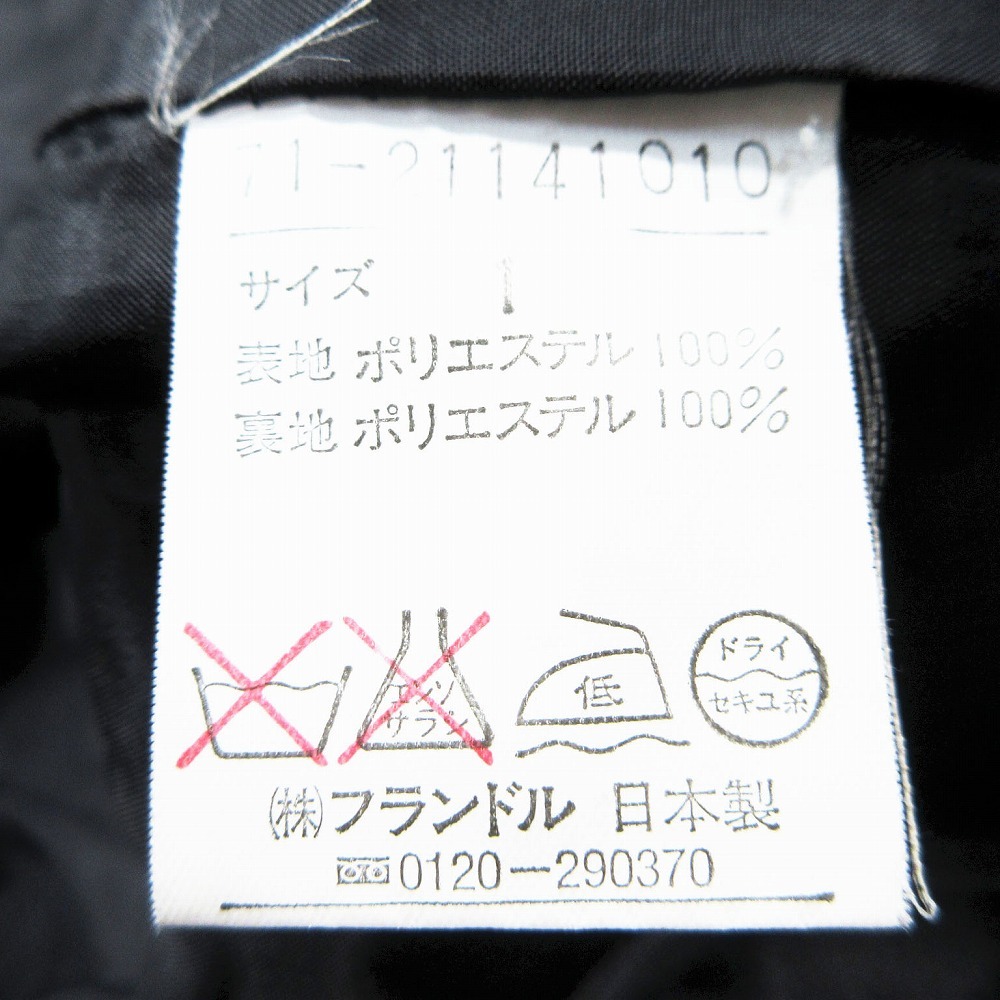 71-21141010
サイズ 1
表地 ポリエステル 100%
裏地 ポリエステル 100%
エンソ
サラシ
低
ドライ
セキユ系
㈱フランドル 日本製
0120-290370